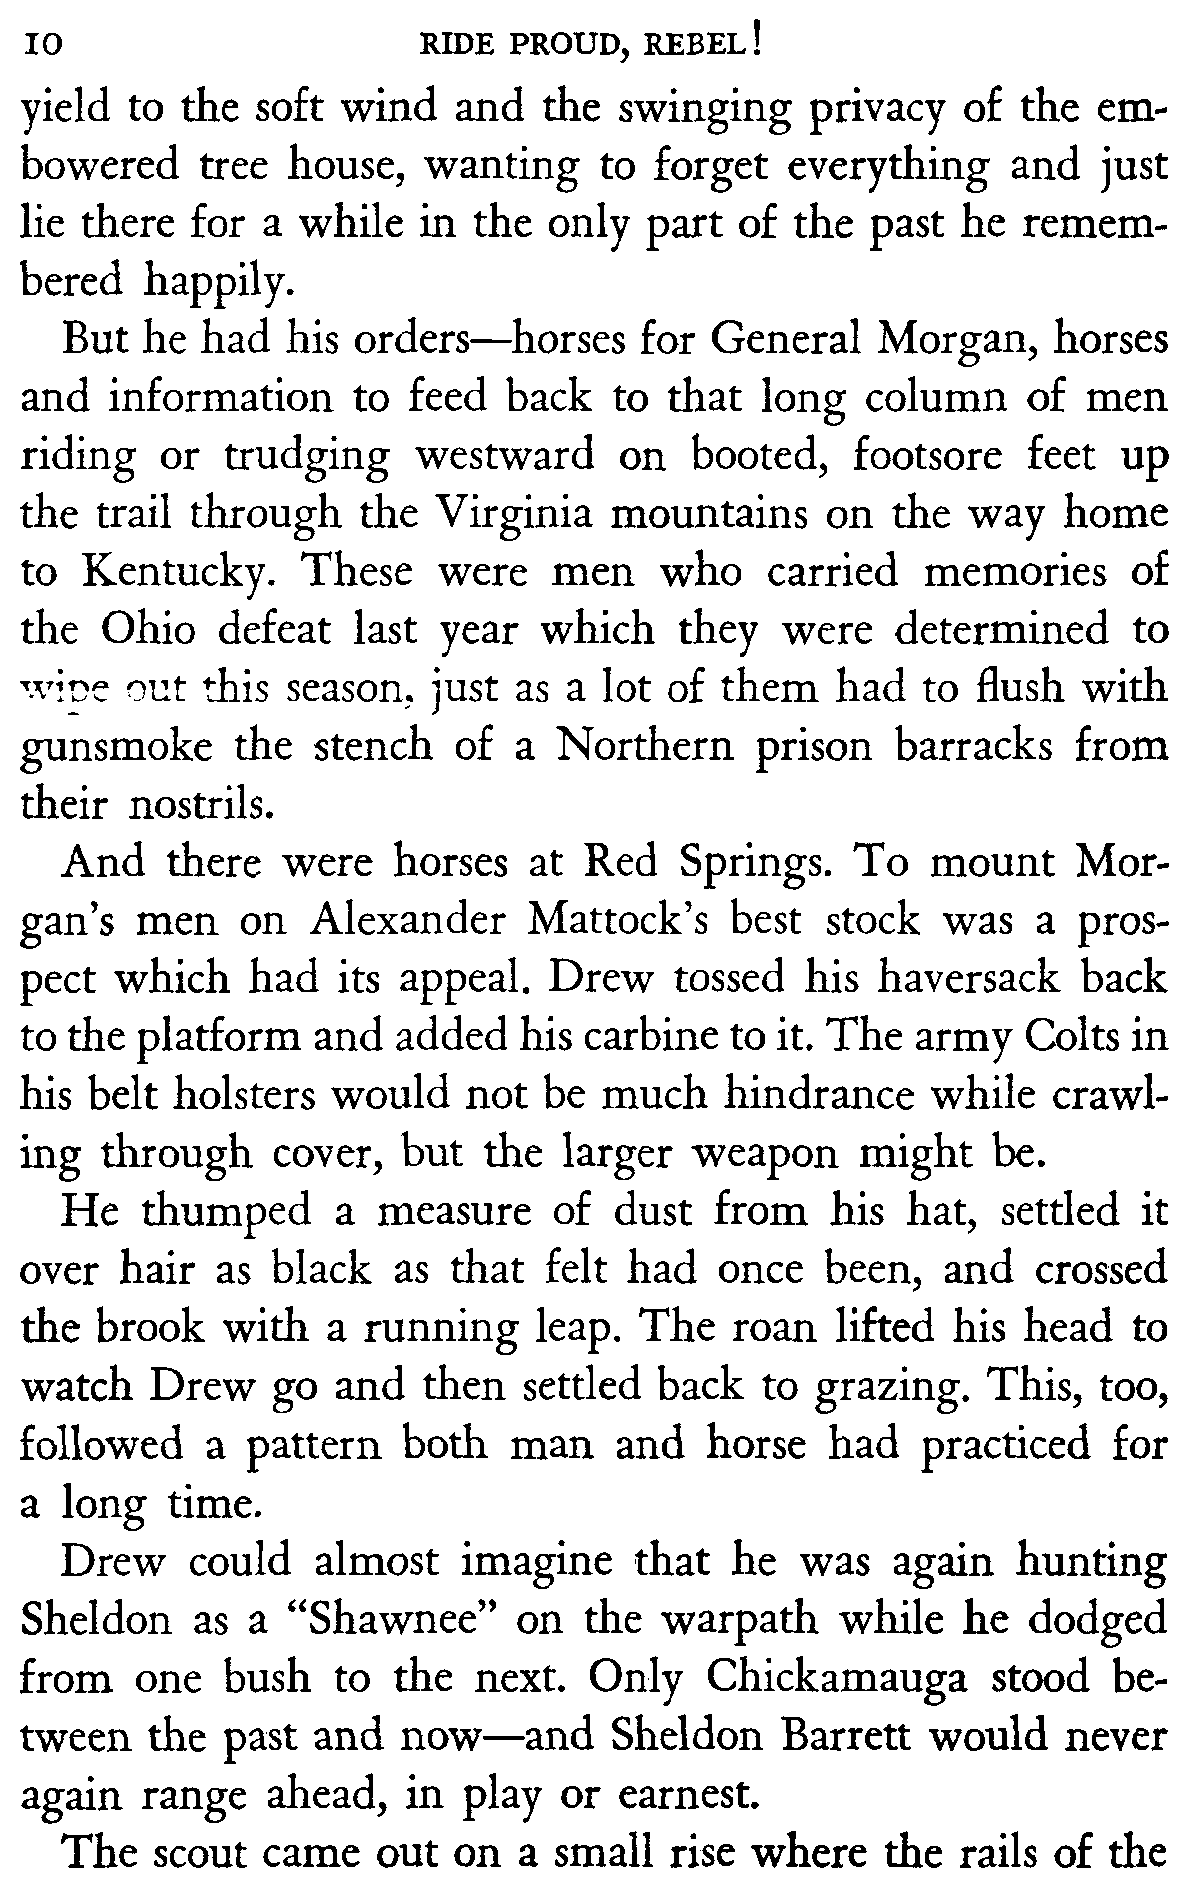 10 RIDE PROUD, REBEL!
yield to the soft wind and the swinging privacy of the em-
bowered tree house, wanting to forget everything and just
lie there for a while in the only part of the past he remem-
bered happily.
But he had his orders—horses for General Morgan, horses
and information to feed back to that long column of men
riding or trudging westward on booted, footsore feet up
the trail through the Virginia mountains on the way home
to Kentucky. These were men who carried memories of
the Ohio defeat last year which they were determined to
wipe out this season, just as a lot of them had to flush with
gunsmoke the stench of a Northern prison barracks from
their nostrils.
And there were horses at Red Springs. To mount Mor-
gan's men on Alexander Mattock's best stock was a pros-
pect which had its appeal. Drew tossed his haversack back
to the platform and added his carbine to it. The army Colts in
his belt holsters would not be much hindrance while crawl-
ing through cover, but the larger weapon might be.
He thumped a measure of dust from his hat, settled it
over hair as black as that felt had once been, and crossed
the brook with a running leap. The roan lifted his head to
watch Drew go and then settled back to grazing. This, too,
followed a pattern both man and horse had practiced for
a long time.
Drew could almost imagine that he was again hunting
Sheldon as a “Shawnee” on the warpath while he dodged
from one bush to the next. Only Chickamauga stood be-
tween the past and now—and Sheldon Barrett would never
again range ahead, in play or earnest.
The scout came out on a small rise where the rails of the